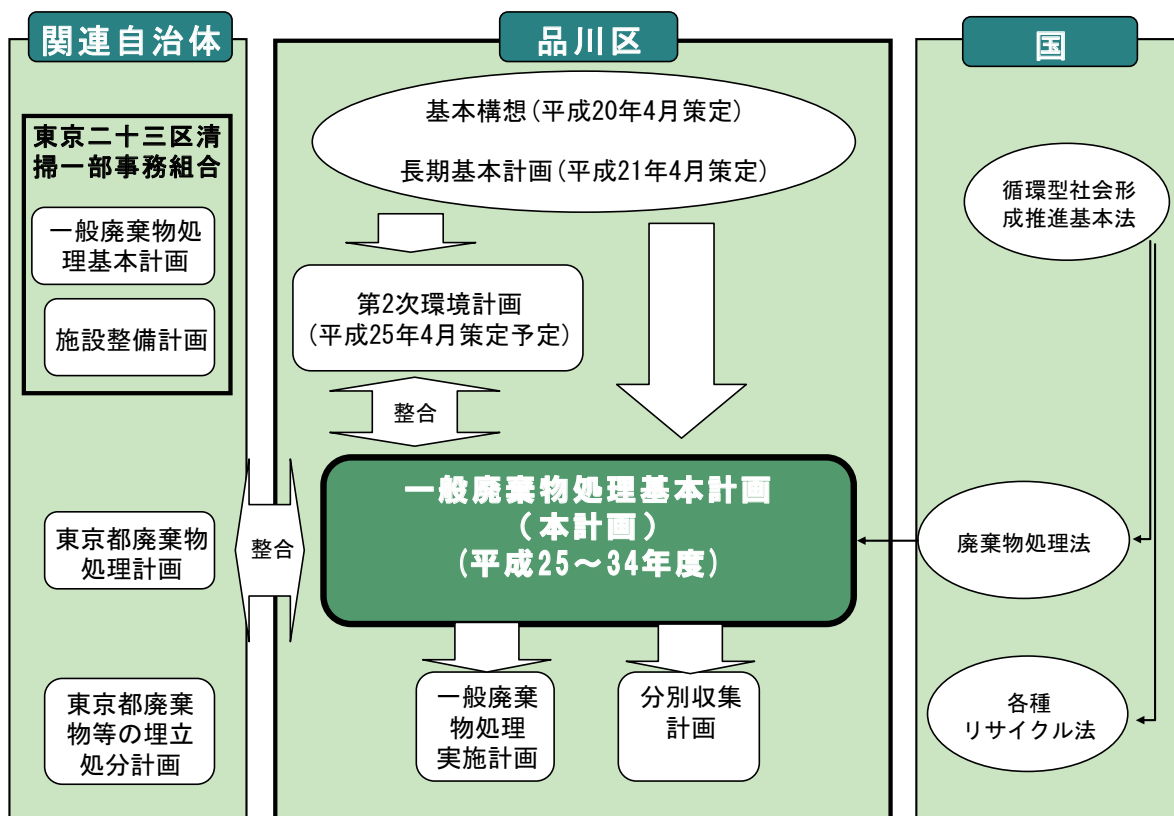 関連自治体
東京二十三区清
掃一部事務組合
一般廃棄物処
理基本計画
施設整備計画
東京都廃棄物
処理計画
東京都廃棄
物等の埋立
処分計画
整合
品川区
基本構想(平成20年4月策定)
長期基本計画(平成21年4月策定)
第2次環境計画
(平成25年4月策定予定)
整合
一般廃棄物処理基本計画
(本計画)
(平成25～34年度)
一般廃棄
物処理
実施計画
分別収集
計画
国
循環型社会形
成推進基本法
廃棄物処理法
各種
リサイクル法